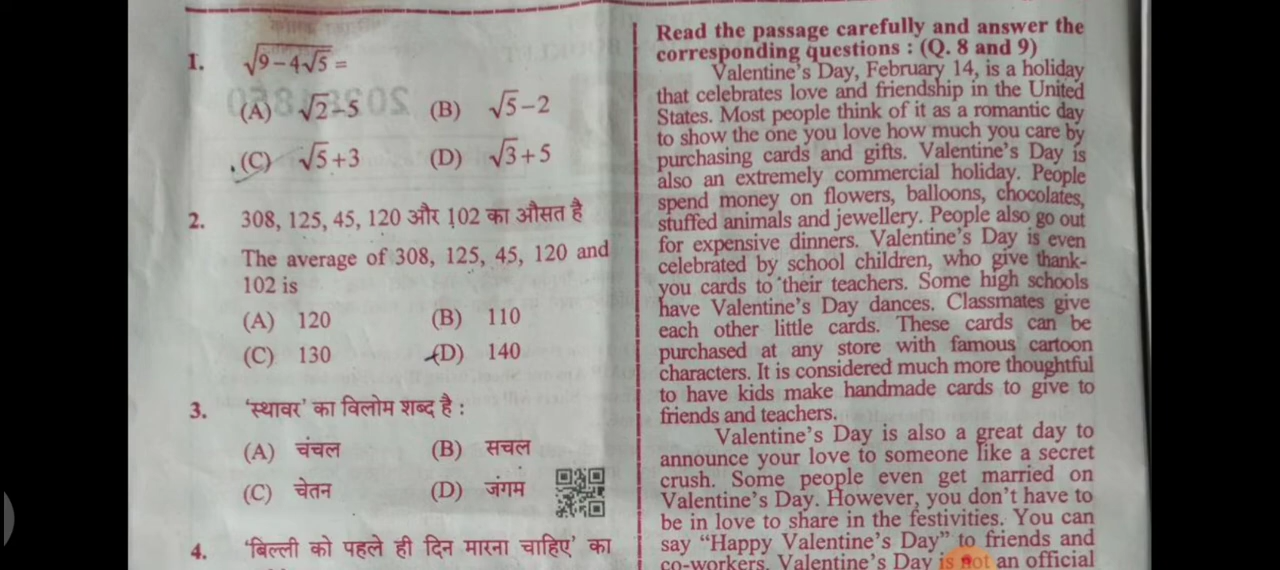 1. √9−4√5 =
(A) √2−5 (B) √5−2
(C) √5+3 (D) √3+5
2. 308, 125, 45, 120 और 102 का औसत है
The average of 308, 125, 45, 120 and
102 is
(A) 120 (B) 110
(C) 130 (D) 140
3. 'स्थावर' का विलोम शब्द है :
(A) चंचल (B) सचल
(C) चेतन (D) जंगम
4. 'बिल्ली को पहले ही दिन मारना चाहिए' का
Read the passage carefully and answer the
corresponding questions : (Q. 8 and 9)
Valentine's Day, February 14, is a holiday
that celebrates love and friendship in the United
States. Most people think of it as a romantic day
to show the one you love how much you care by
purchasing cards and gifts. Valentine's Day is
also an extremely commercial holiday. People
spend money on flowers, balloons, chocolates,
stuffed animals and jewellery. People also go out
for expensive dinners. Valentine's Day is even
celebrated by school children, who give thank-
you cards to their teachers. Some high schools
have Valentine's Day dances. Classmates give
each other little cards. These cards can be
purchased at any store with famous cartoon
characters. It is considered much more thoughtful
to have kids make handmade cards to give to
friends and teachers.
Valentine's Day is also a great day to
announce your love to someone like a secret
crush. Some people even get married on
Valentine's Day. However, you don't have to
be in love to share in the festivities. You can
say "Happy Valentine's Day" to friends and
co-workers. Valentine's Day is not an official